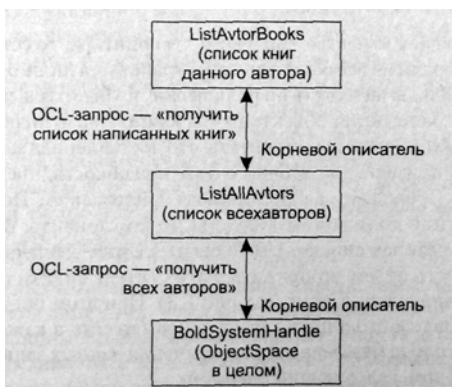 ListAvtorBooks
(список книг
данного автора)
OCL-запрос — «получить
список написанных книг»
Корневой описатель
ListAllAvtors
(список всехавторов)
OCL-запрос — «получить
всех авторов»
Корневой описатель
BoldSystemHandle
(ObjectSpace
в целом)